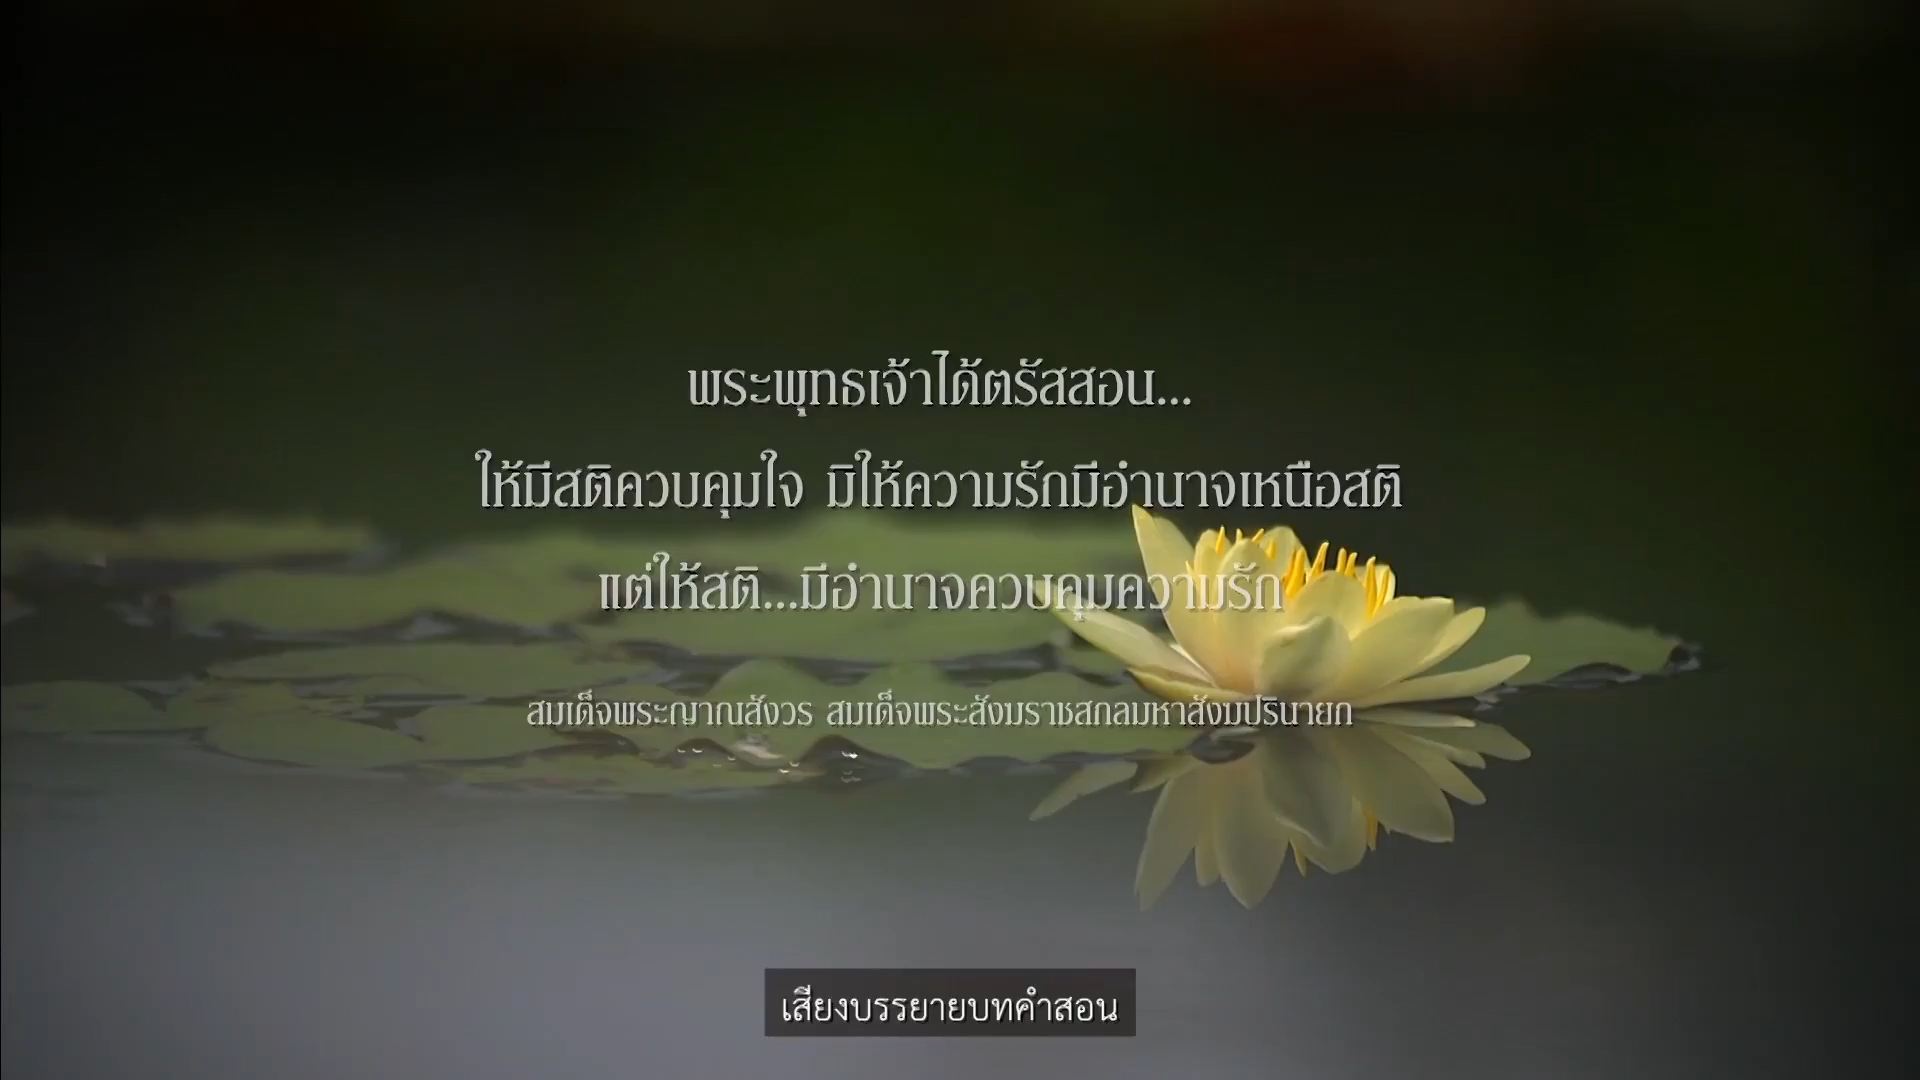 พระพุทธเจ้าได้ตรัสสอน...
ให้มีสติควบคุมใจ มิให้ความรักมีอำนาจเหนือสติ
แต่ให้สติ...มีอำนาจควบคุมความรัก
สมเด็จพระญาณสังวร สมเด็จพระสังฆราชสกลมหาสังฆปรินายก
เสียงบรรยายบทคำสอน